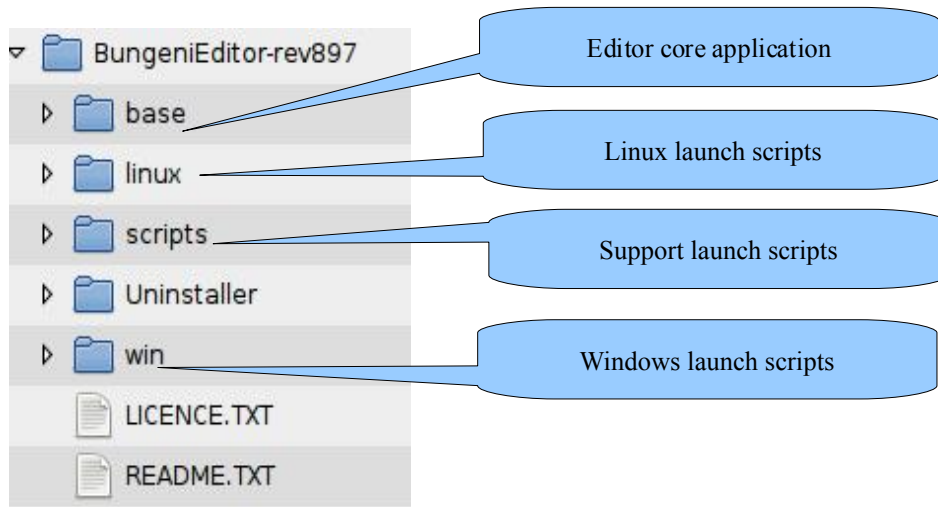 BungeniEditor-rev897
Editor core application
base
linux
Linux launch scripts
scripts
Support launch scripts
Uninstaller
win
Windows launch scripts
LICENCE.TXT
README.TXT